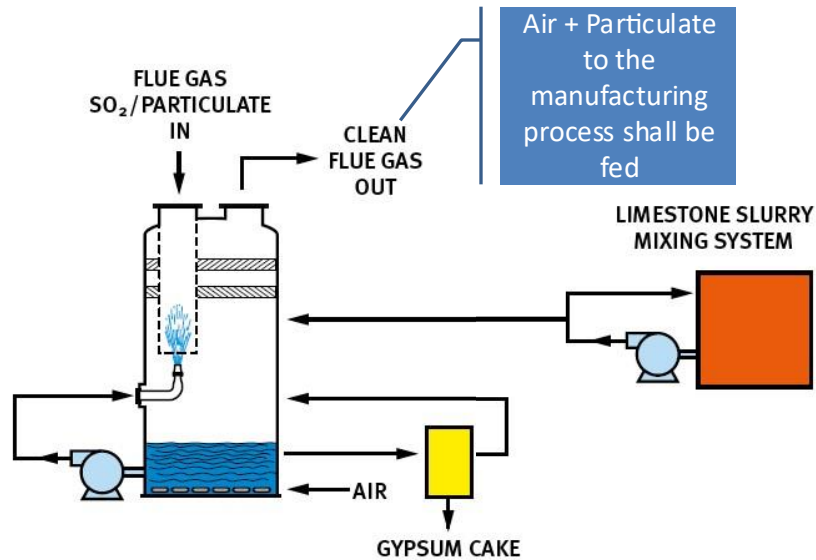 Air + Particulate
to the
manufacturing
process shall be
fed
FLUE GAS
SO₂/PARTICULATE
IN
CLEAN
FLUE GAS
OUT
LIMESTONE SLURRY
MIXING SYSTEM
AIR
GYPSUM CAKE